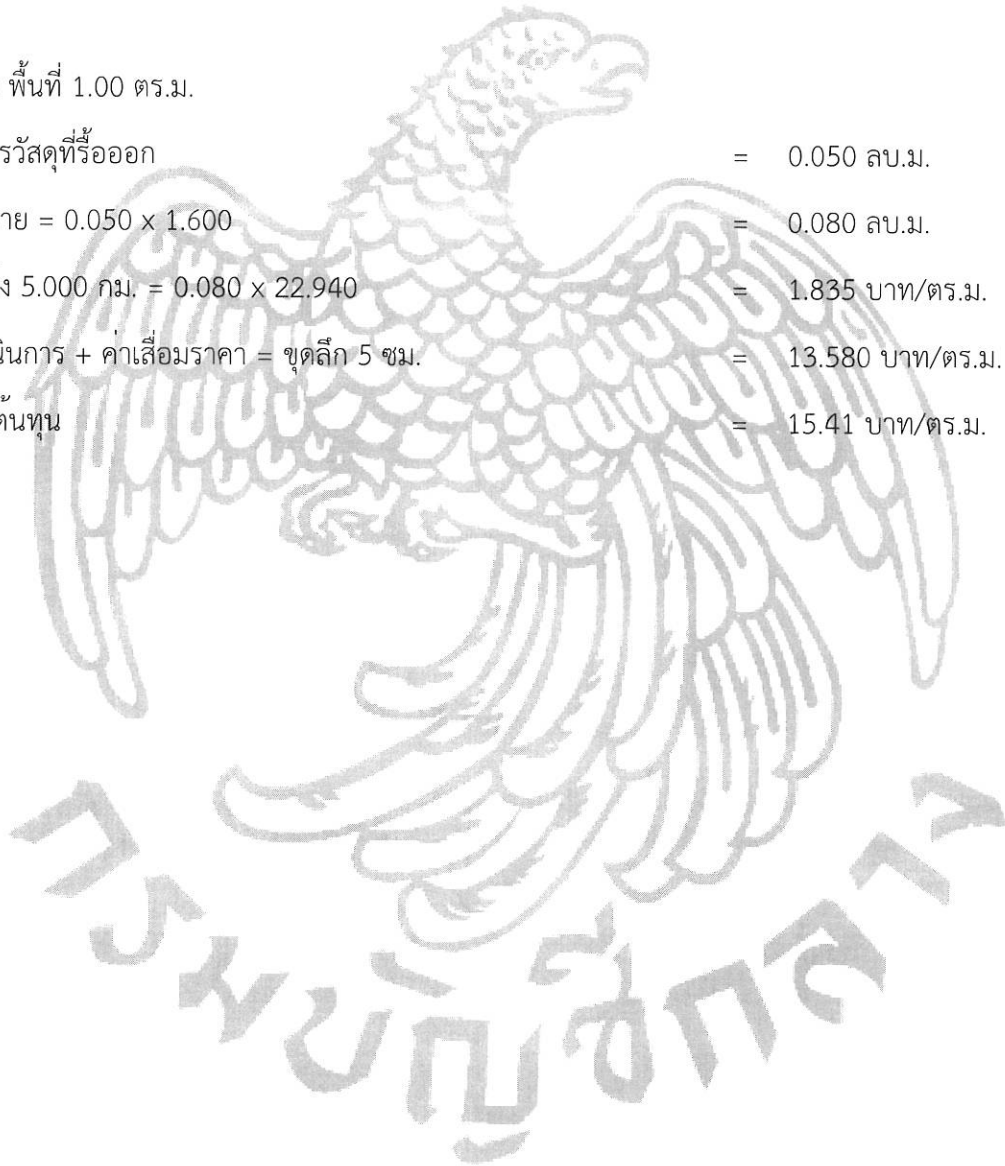 พื้นที่ 1.00 ตร.ม.
รวัสดุที่รื้อออก = 0.050 ลบ.ม.
าย = 0.050 x 1.600 = 0.080 ลบ.ม.
ง 5.000 กม. = 0.080 x 22.940 = 1.835 บาท/ตร.ม.
นินการ + ค่าเสื่อมราคา = ขุดลึก 5 ซม. = 13.580 บาท/ตร.ม.
ต้นทุน = 15.41 บาท/ตร.ม.
กรมบัญชีกลาง